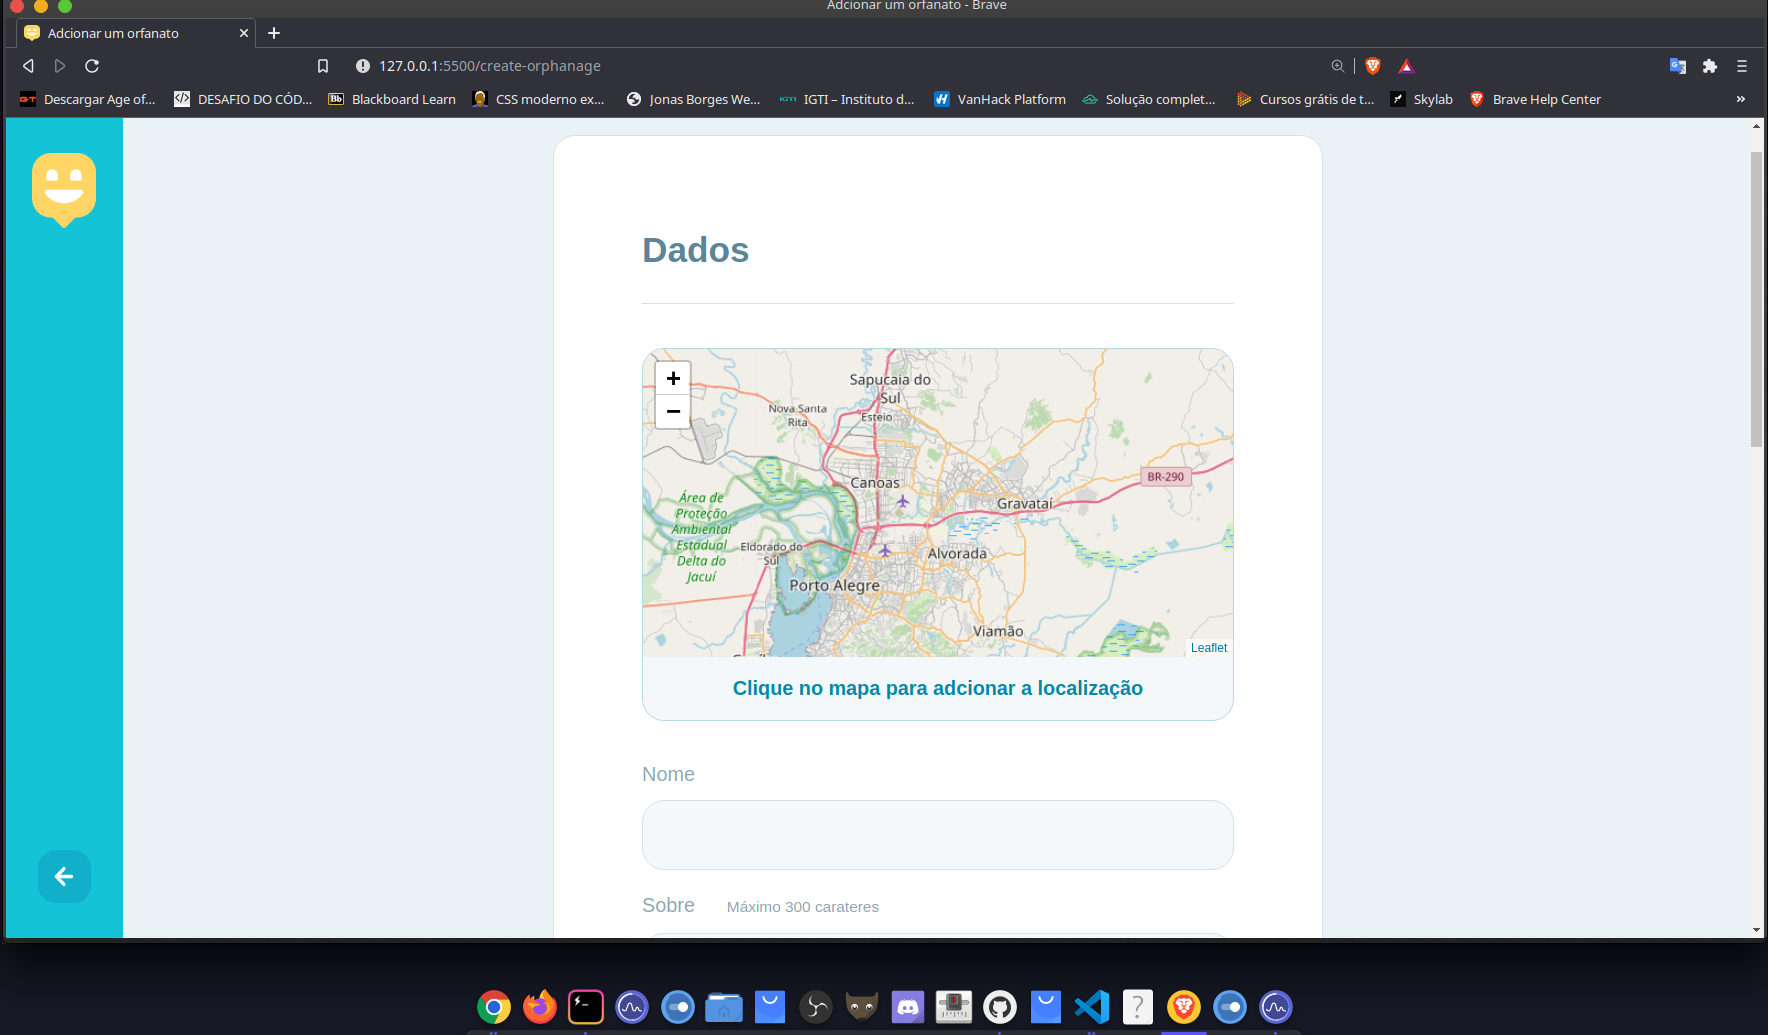 Adcionar um orfanato - Brave
Adcionar um orfanato
127.0.0.1:5500/create-orphanage
Descargar Age of...
DESAFIO DO CÓD...
Bb
Blackboard Learn
CSS moderno ex...
Jonas Borges We...
IGTI
IGTI – Instituto d...
VanHack Platform
Solução complet...
Cursos grátis de t...
Skylab
Brave Help Center
»
Dados
+
−
Sapucaia do
Sul
Nova Santa
Rita
Esteio
Canoas
BR-290
Gravataí
Área de
Proteção
Ambiental
Estadual
Delta do
Jacuí
Eldorado do
Sul
Alvorada
Porto Alegre
Viamão
Leaflet
Clique no mapa para adcionar a localização
Nome
Sobre
Máximo 300 carateres